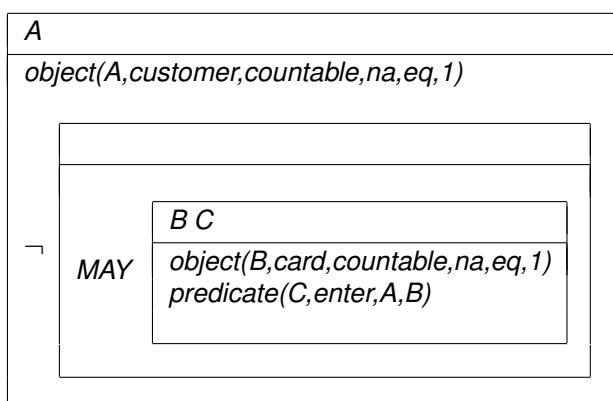 A
object(A,customer,countable,na,eq,1)
B C
object(B,card,countable,na,eq,1)
¬ MAY
predicate(C,enter,A,B)